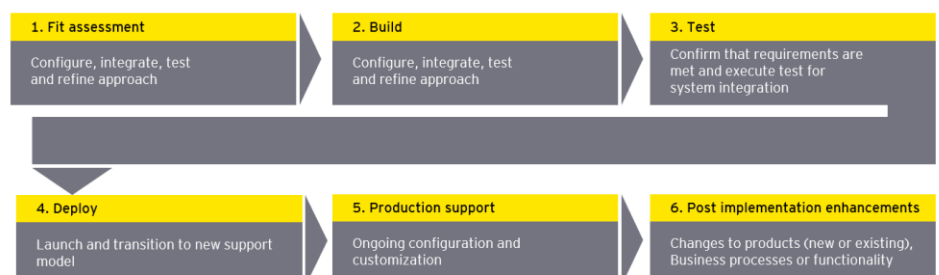 1. Fit assessment
Configure, integrate, test
and refine approach
2. Build
Configure, integrate, test
and refine approach
3. Test
Confirm that requirements are
met and execute test for
system integration
4. Deploy
Launch and transition to new support
model
5. Production support
Ongoing configuration and
customization
6. Post implementation enhancements
Changes to products (new or existing),
Business processes or functionality